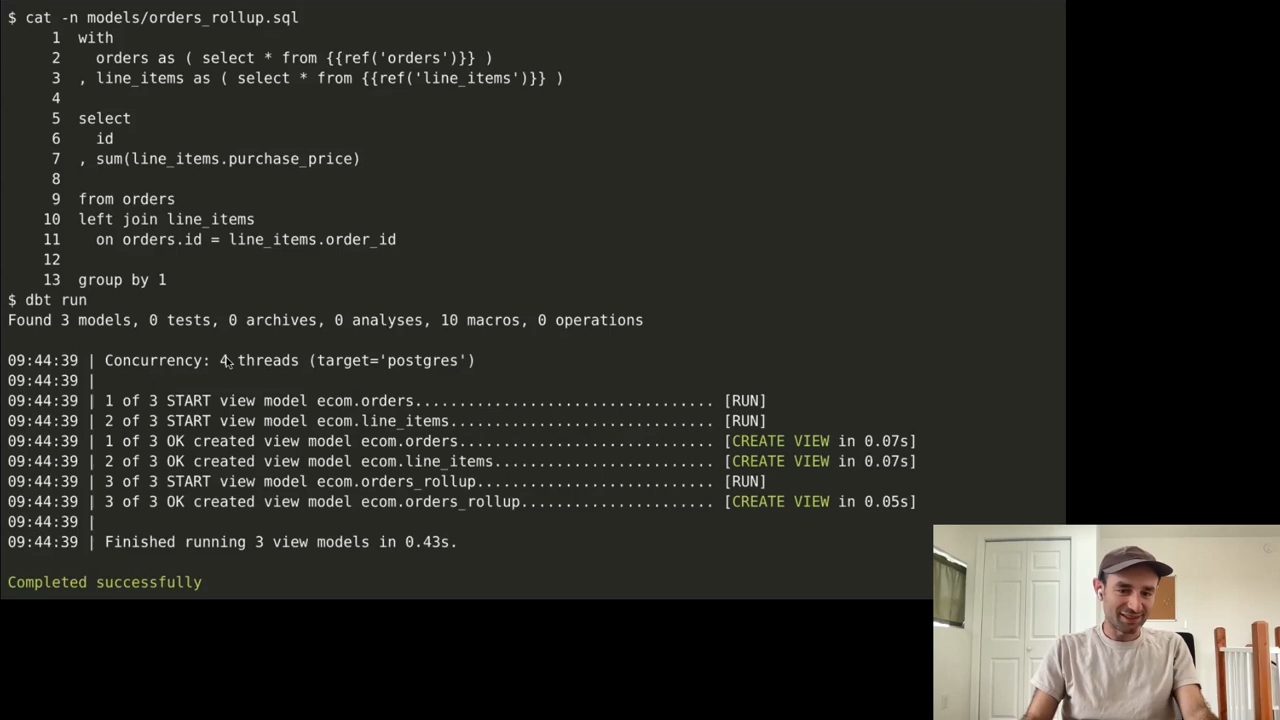 $ cat -n models/orders_rollup.sql
1 with
2 orders as ( select * from {{ref('orders')}} )
3 , line_items as ( select * from {{ref('line_items')}} )
4
5 select
6 id
7 , sum(line_items.purchase_price)
8
9 from orders
10 left join line_items
11 on orders.id = line_items.order_id
12
13 group by 1
$ dbt run
Found 3 models, 0 tests, 0 archives, 0 analyses, 10 macros, 0 operations
09:44:39 | Concurrency: 4 threads (target='postgres')
09:44:39 |
09:44:39 | 1 of 3 START view model ecom.orders.................................. [RUN]
09:44:39 | 2 of 3 START view model ecom.line_items.............................. [RUN]
09:44:39 | 1 of 3 OK created view model ecom.orders............................. [CREATE VIEW in 0.07s]
09:44:39 | 2 of 3 OK created view model ecom.line_items......................... [CREATE VIEW in 0.07s]
09:44:39 | 3 of 3 START view model ecom.orders_rollup........................... [RUN]
09:44:39 | 3 of 3 OK created view model ecom.orders_rollup...................... [CREATE VIEW in 0.05s]
09:44:39 |
09:44:39 | Finished running 3 view models in 0.43s.
Completed successfully